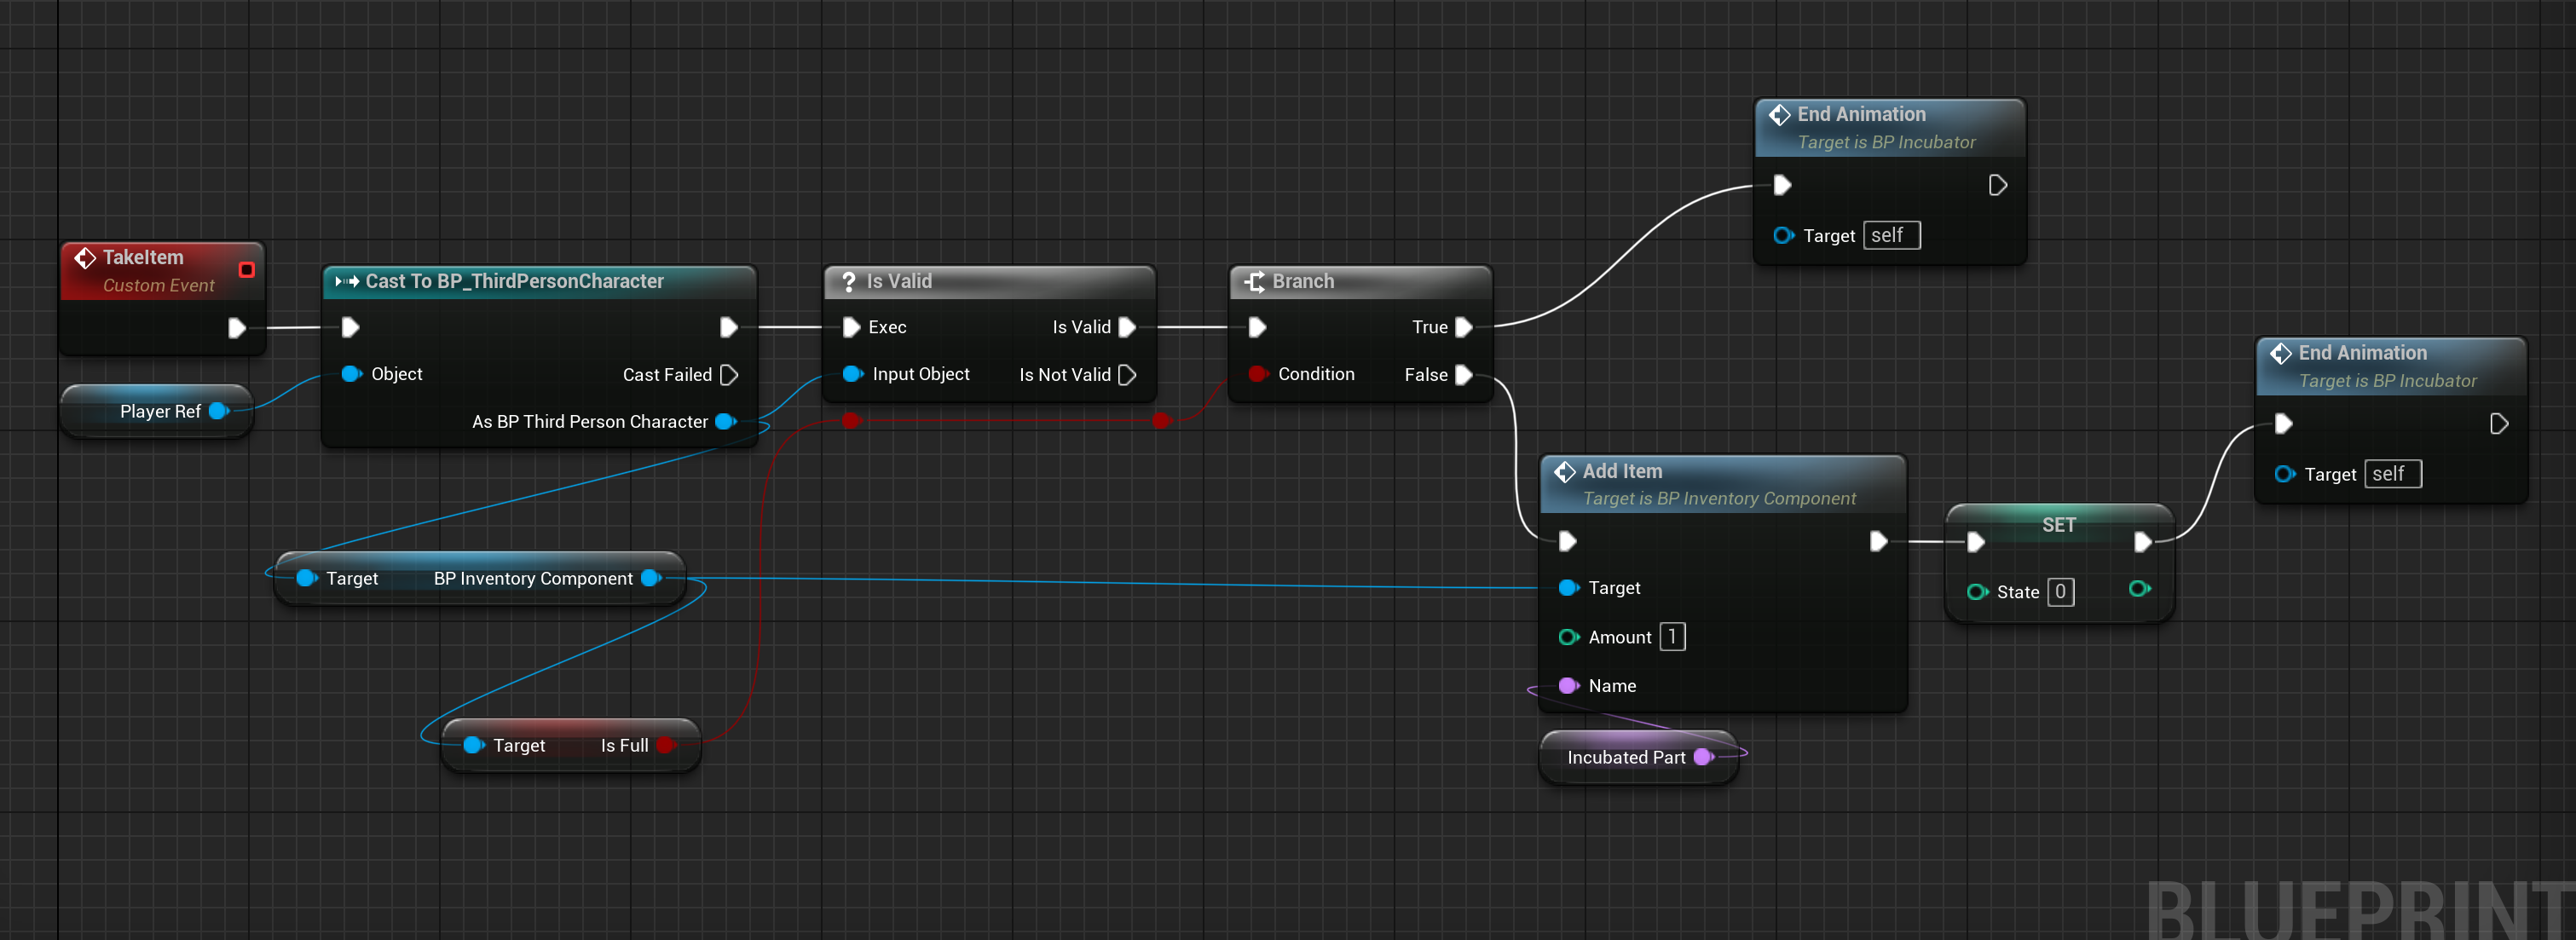 End Animation
Target is BP Incubator
Target self
TakeItem
Custom Event
Player Ref
Cast To BP_ThirdPersonCharacter
Object
Cast Failed
As BP Third Person Character
? Is Valid
Exec Is Valid
Input Object Is Not Valid
Branch
True
Condition False
End Animation
Target is BP Incubator
Target self
Add Item
Target is BP Inventory Component
Target
Amount 1
Name
SET
State 0
Target BP Inventory Component
Target Is Full
Incubated Part
BLUEPRINT